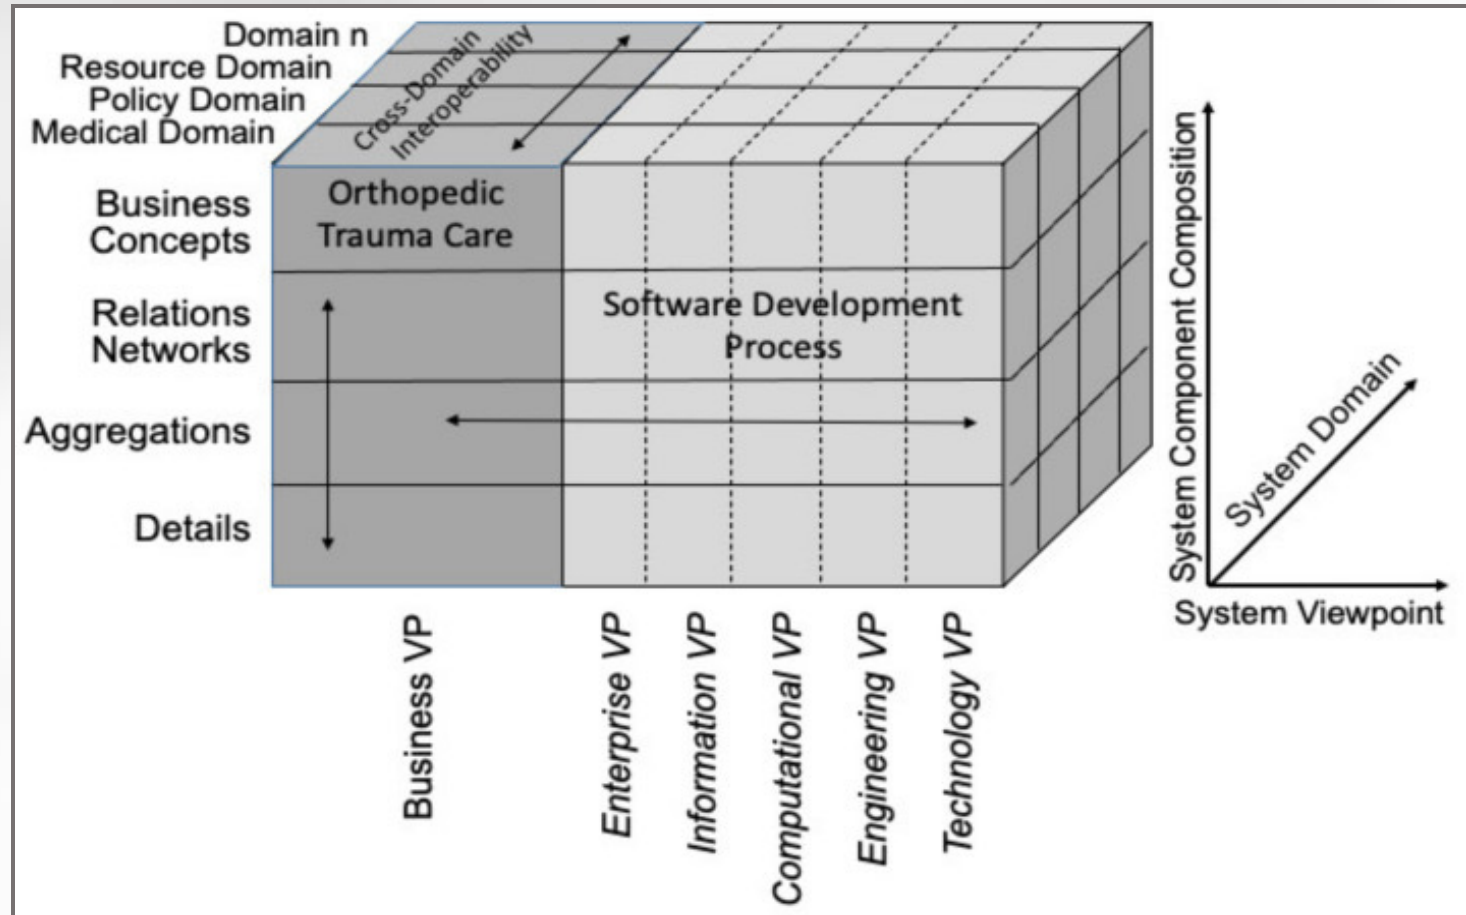 Domain n
Resource Domain
Policy Domain
Medical Domain
Cross-Domain
Interoperability
Business
Concepts
Orthopedic
Trauma Care
Relations
Networks
Software Development
Process
Aggregations
Details
Business VP
Enterprise VP
Information VP
Computational VP
Engineering VP
Technology VP
System Component Composition
System Domain
System Viewpoint